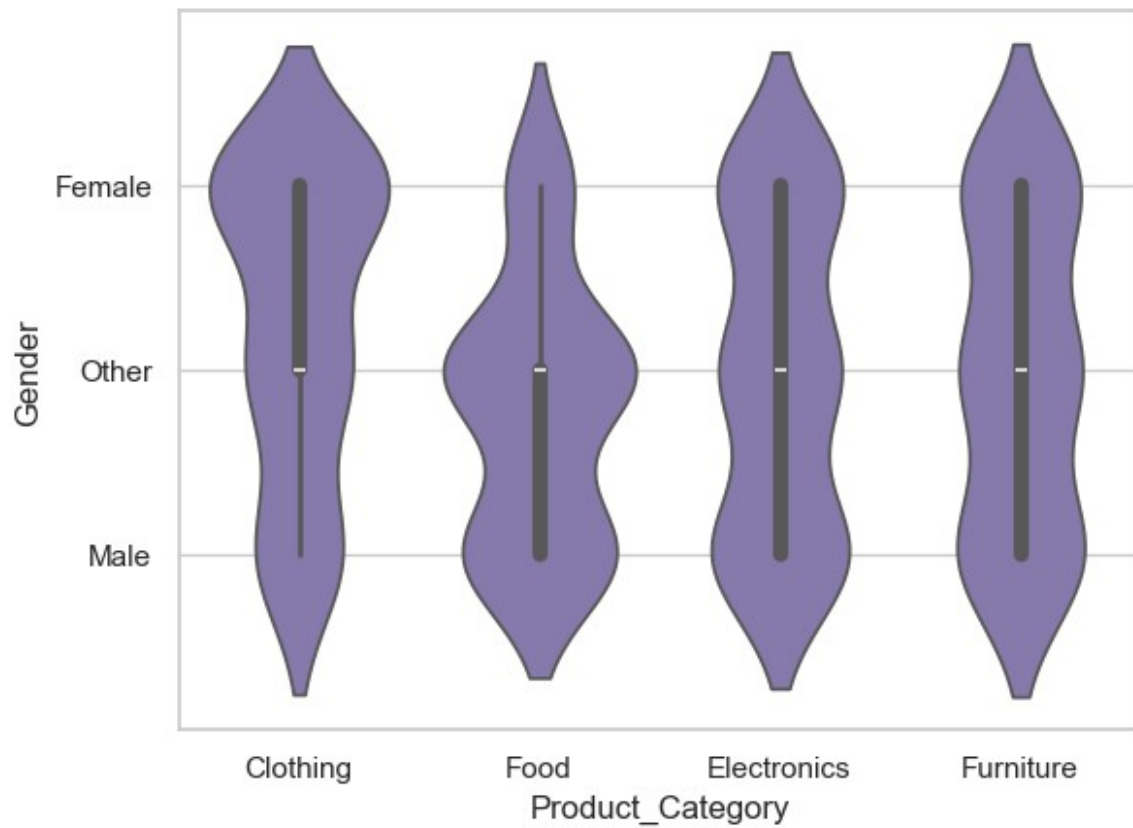 Female
Other
Male
Gender
Clothing
Food
Electronics
Furniture
Product_Category